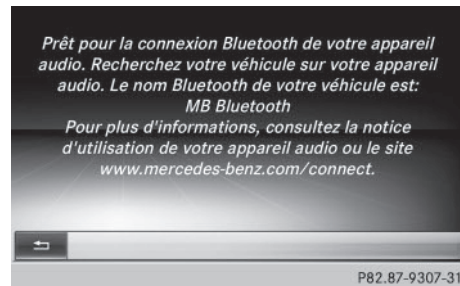 Prêt pour la connexion Bluetooth de votre appareil
audio. Recherchez votre véhicule sur votre appareil
audio. Le nom Bluetooth de votre véhicule est:
MB Bluetooth
Pour plus d'informations, consultez la notice
d'utilisation de votre appareil audio ou le site
www.mercedes-benz.com/connect.
P82.87-9307-31